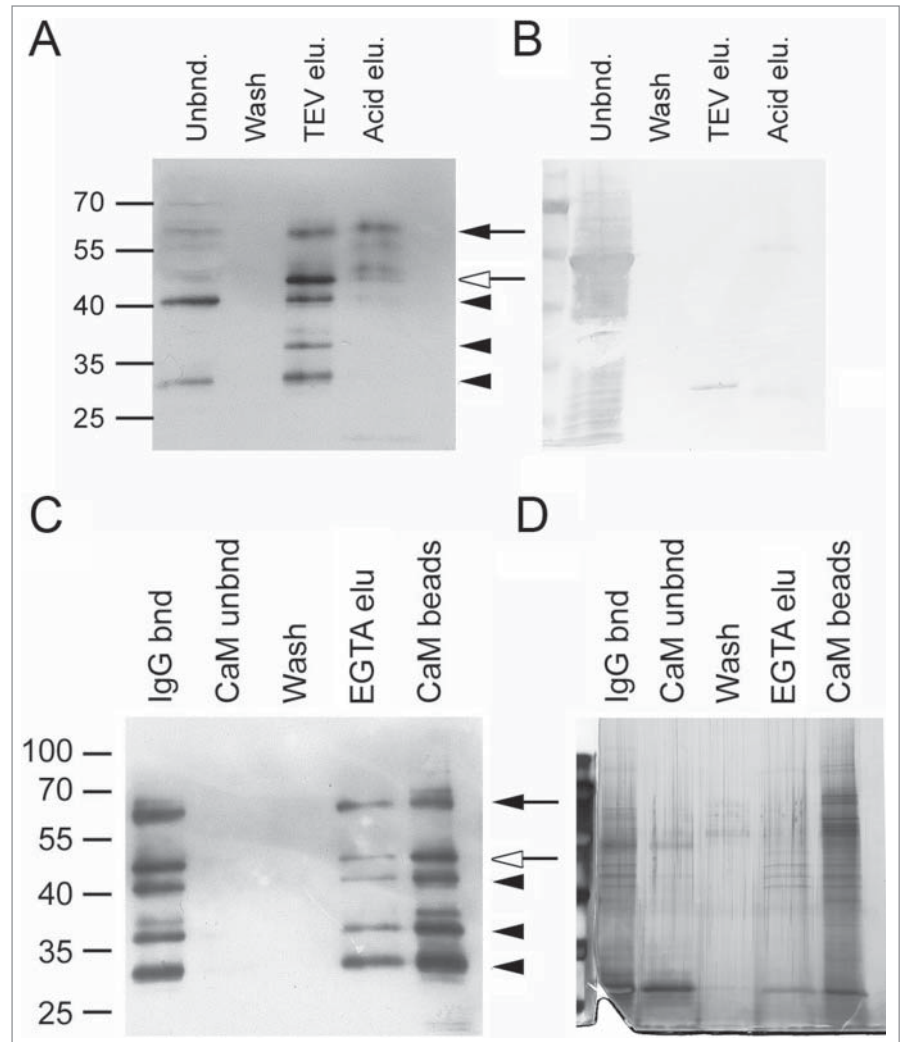 A
Unbnd.
Wash
TEV elu.
Acid elu.
70
55
40
35
25
B
Unbnd.
Wash
TEV elu.
Acid elu.
C
IgG bnd
CaM unbnd
Wash
EGTA elu
CaM beads
100
70
55
40
35
25
D
IgG bnd
CaM unbnd
Wash
EGTA elu
CaM beads